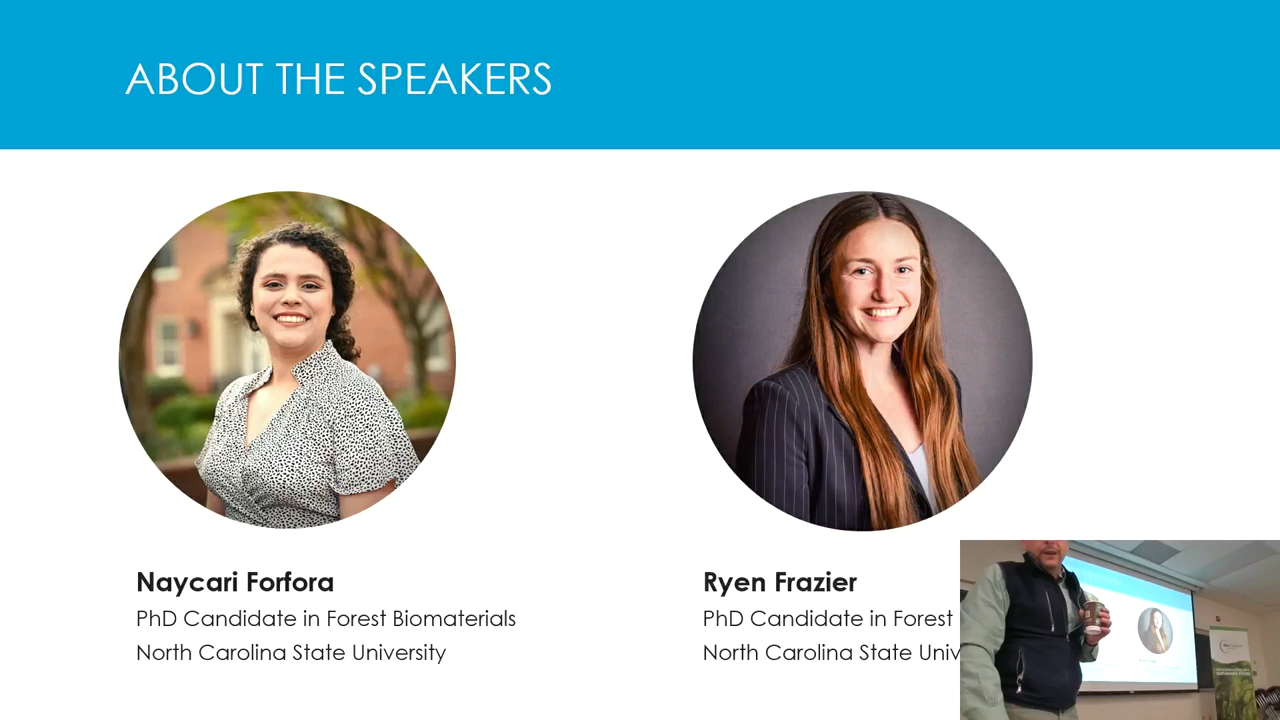 ABOUT THE SPEAKERS
Naycari Forfora
PhD Candidate in Forest Biomaterials
North Carolina State University
Ryen Frazier
PhD Candidate in Forest
North Carolina State Univ